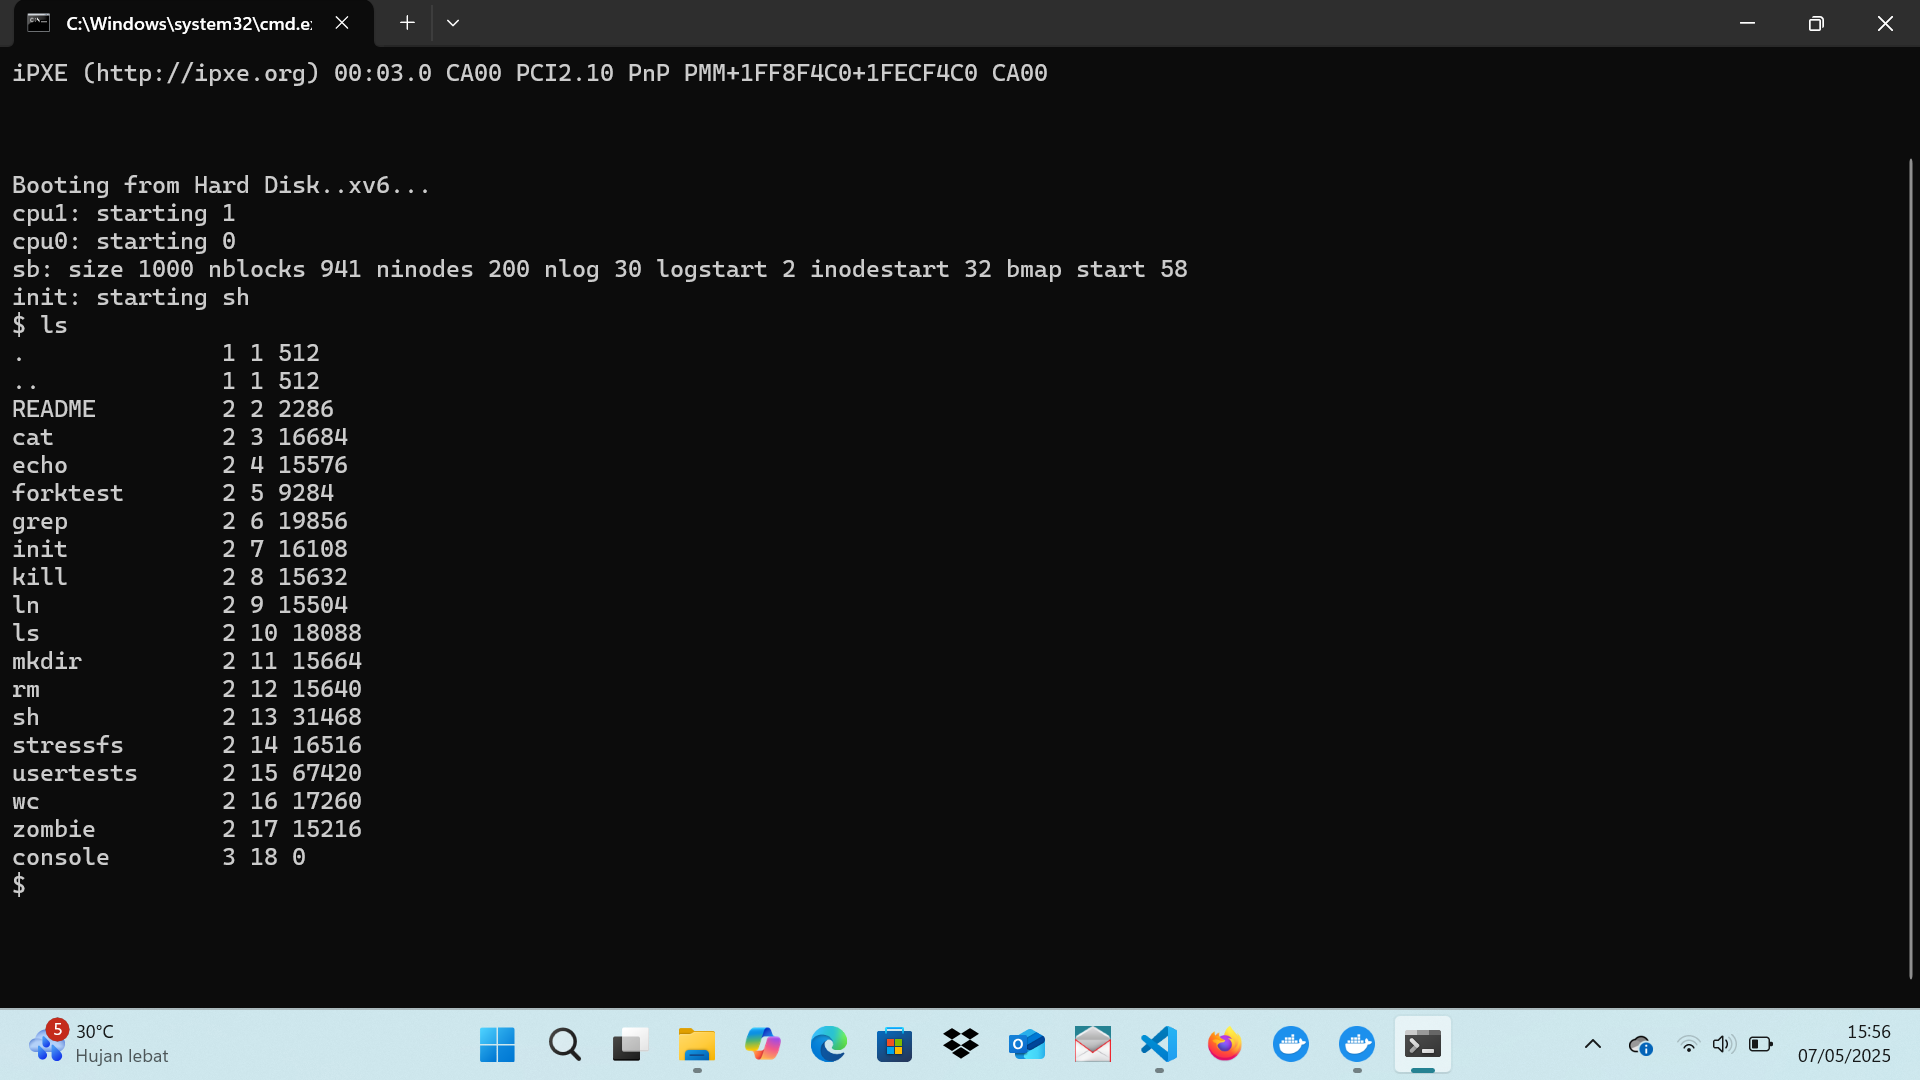 C:\Windows\system32\cmd.e
iPXE (http://ipxe.org) 00:03.0 CA00 PCI2.10 PnP PMM+1FF8F4C0+1FECF4C0 CA00
Booting from Hard Disk..xv6...
cpu1: starting 1
cpu0: starting 0
sb: size 1000 nblocks 941 ninodes 200 nlog 30 logstart 2 inodestart 32 bmap start 58
init: starting sh
$ ls
. 1 1 512
.. 1 1 512
README 2 2 2286
cat 2 3 16684
echo 2 4 15576
forktest 2 5 9284
grep 2 6 19856
init 2 7 16108
kill 2 8 15632
ln 2 9 15504
ls 2 10 18088
mkdir 2 11 15664
rm 2 12 15640
sh 2 13 31468
stressfs 2 14 16516
usertests 2 15 67420
wc 2 16 17260
zombie 2 17 15216
console 3 18 0
$
5
30°C
Hujan lebat
15:56
07/05/2025